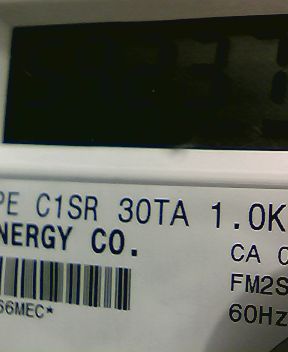 PE C1SR 30TA 1.0K
NERGY CO.
CA C
FM2S
66MEC*
60Hz